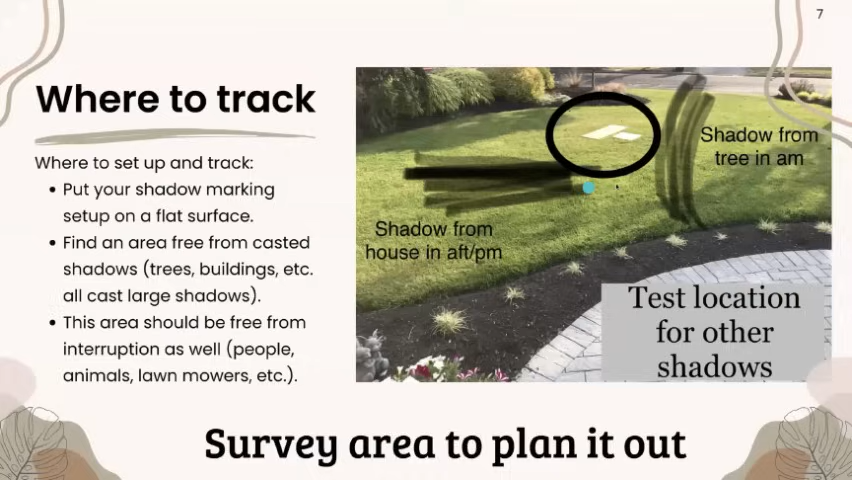 7
Where to track
Where to set up and track:
• Put your shadow marking
setup on a flat surface.
• Find an area free from casted
shadows (trees, buildings, etc.
all cast large shadows).
• This area should be free from
interruption as well (people,
animals, lawn mowers, etc.).
Shadow from
tree in am
Shadow from
house in aft/pm
Test location
for other
shadows
Survey area to plan it out